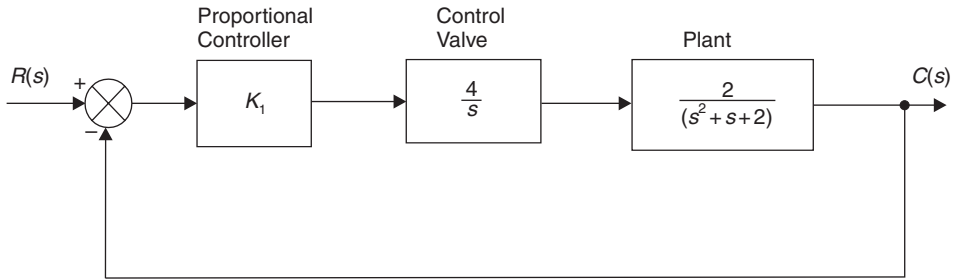 Proportional
Controller
Control
Valve
Plant
R(s)
+
−
K₁
4
s
2
(s²+s+2)
C(s)